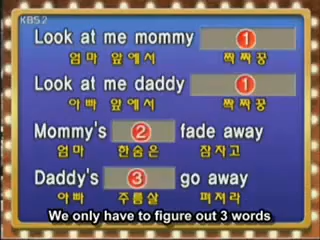 KBS2
Look at me mommy 1
엄마 앞에서 짝짜꿍
Look at me daddy 1
아빠 앞에서 짝짜꿍
Mommy's 2 fade away
엄마 한숨은 잠자고
Daddy's 3 go away
아빠 주름살 펴져라
We only have to figure out 3 words